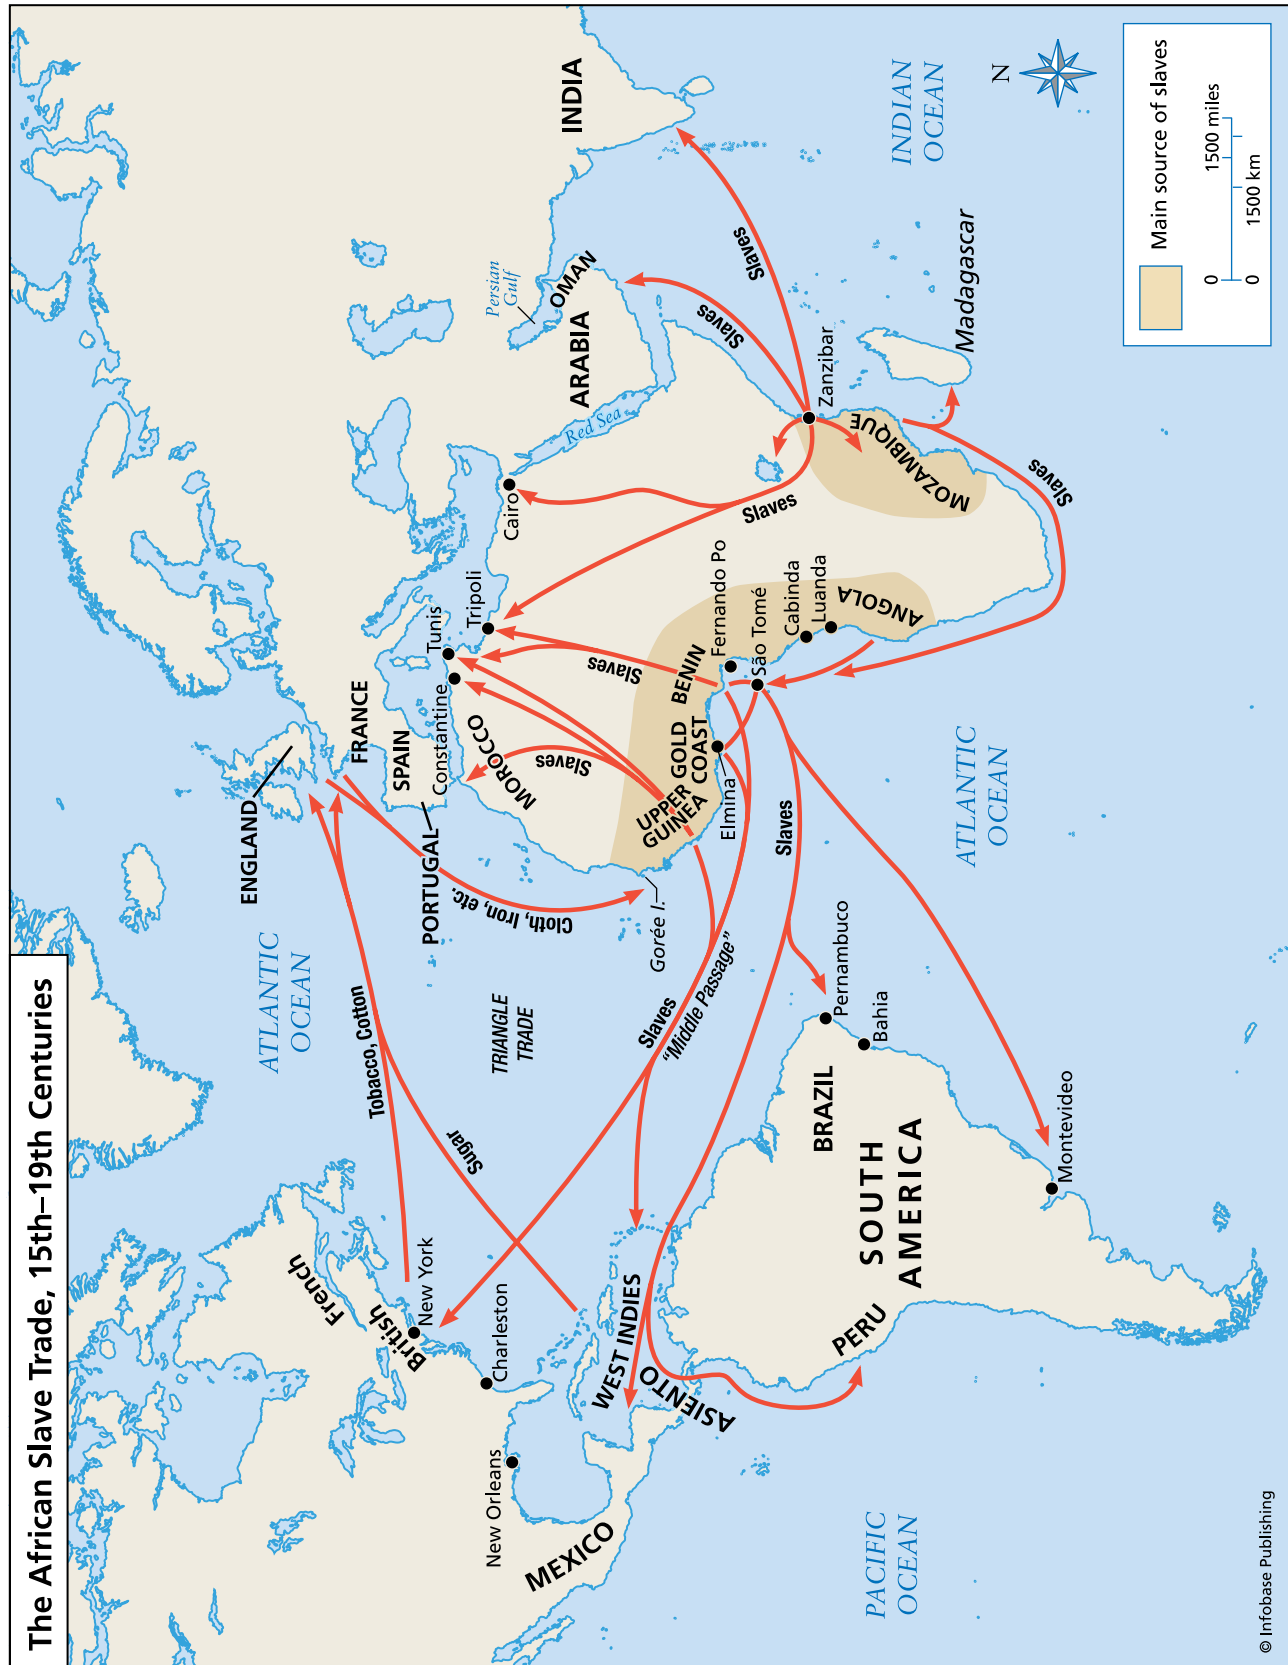 The African Slave Trade, 15th–19th Centuries
ATLANTIC
OCEAN
ENGLAND
FRANCE
SPAIN
PORTUGAL
French
British
New York
Charleston
New Orleans
MEXICO
Tobacco, Cotton
Sugar
TRIANGLE
TRADE
Cloth, Iron, etc.
Constantine
Tunis
Tripoli
Cairo
MOROCCO
Red Sea
ARABIA
OMAN
Persian
Gulf
INDIA
WEST INDIES
ASIENTO
Slaves
"Middle Passage"
Gorée I.
UPPER
GUINEA
GOLD
COAST
BENIN
Elmina
Slaves
Slaves
Slaves
Slaves
Slaves
Slaves
Fernando Po
São Tomé
Cabinda
Luanda
ANGOLA
Zanzibar
MOZAMBIQUE
Madagascar
Slaves
INDIAN
OCEAN
PERU
BRAZIL
SOUTH
AMERICA
Pernambuco
Bahia
Montevideo
PACIFIC
OCEAN
ATLANTIC
OCEAN
N
Main source of slaves
0 1500 miles
0 1500 km
© Infobase Publishing